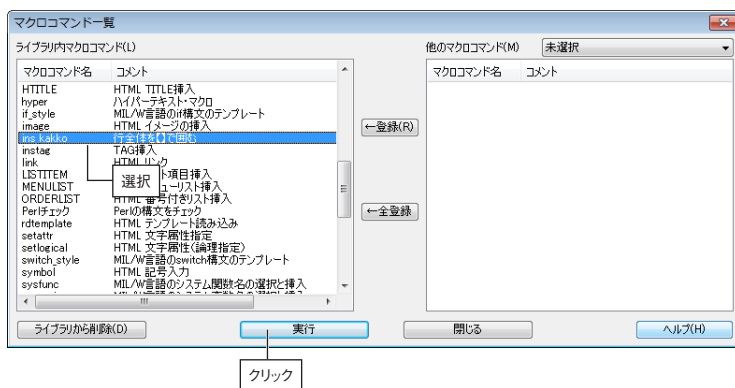 マクロコマンド一覧
ライブラリ内マクロコマンド(L)
他のマクロコマンド(M) 未選択
マクロコマンド名 コメント
マクロコマンド名 コメント
HTITLE HTML TITLE挿入
hyper ハイパーテキスト・マクロ
if_style MIL/W言語のif構文のテンプレート
image HTML イメージの挿入
ins_kakko 行全体を【】で囲む
instag TAG挿入
link HTML リンク
LISTITEM ト項目挿入
MENULIST ューリスト挿入
ORDERLIST HTML 番号付きリスト挿入
Perlチェック Perlの構文をチェック
rdtemplate HTML テンプレート読み込み
setattr HTML 文字属性指定
setlogical HTML 文字属性(論理指定)
switch_style MIL/W言語のswitch構文のテンプレート
symbol HTML 記号入力
sysfunc MIL/W言語のシステム関数名の選択と挿入
選択
←登録(R)
←全登録
ライブラリから削除(D) 実行 閉じる ヘルプ(H)
クリック